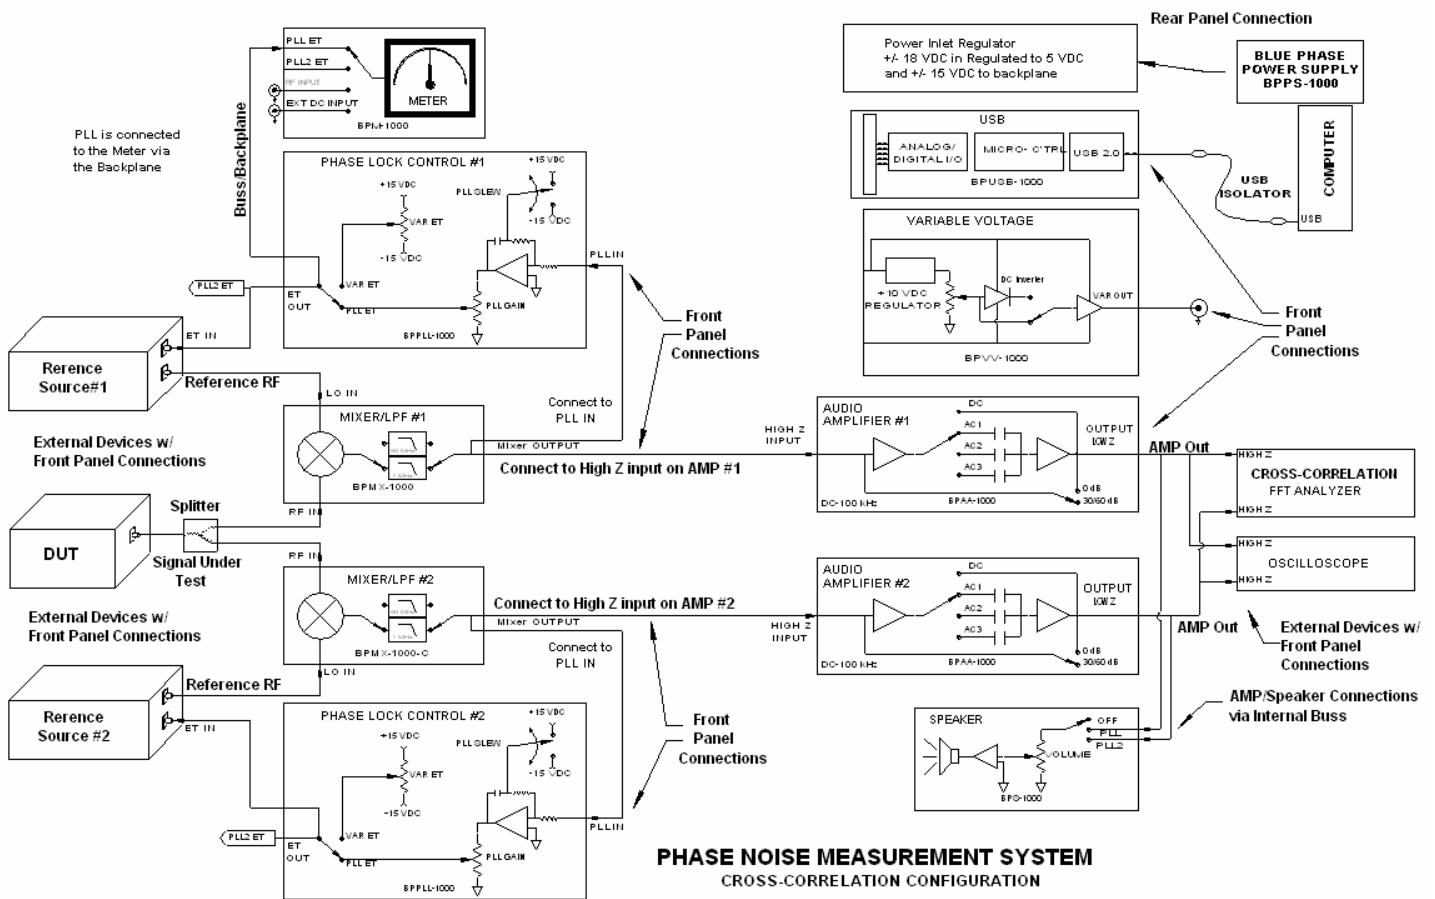 Rear Panel Connection
PLL ET
PLL2 ET
RF INPUT
EXT DC INPUT
METER
BPM-1000
Power Inlet Regulator
+/- 18 VDC in Regulated to 5 VDC
and +/- 15 VDC to backplane
BLUE PHASE
POWER SUPPLY
BPPS-1000
PLL is connected
to the Meter via
the Backplane
Buss/Backplane
USB
ANALOG/
DIGITAL I/O
MICRO- C'TRL
USB 2.0
BPUSB-1000
USB
ISOLATOR
COMPUTER
USB
PHASE LOCK CONTROL #1
+15 VDC
PLL SLEW
-15 VDC
+15 VDC
VAR ET
-15 VDC
PLL IN
VAR ET
PLL ET
ET
OUT
PLL GAIN
BPPLL-1000
PLL2 ET
VARIABLE VOLTAGE
+10 VDC
REGULATOR
DC Inverter
VAR OUT
BPVV-1000
Front
Panel
Connections
Front
Panel
Connections
ET IN
Rerence
Source#1
Reference RF
LO IN
External Devices w/
Front Panel Connections
MIXER/LPF #1
BPMX-1000
RF IN
Connect to
PLL IN
Mixer OUTPUT
Connect to High Z input on AMP #1
HIGH Z
INPUT
AUDIO
AMPLIFIER #1
DC
AC1
AC2
AC3
OUTPUT
LOW Z
0 dB
30/60 dB
DC-100 kHz
BPAA-1000
AMP Out
HIGH Z
CROSS-CORRELATION
FFT ANALYZER
HIGH Z
Splitter
DUT
Signal Under
Test
HIGH Z
OSCILLOSCOPE
HIGH Z
RF IN
MIXER/LPF #2
BPMX-1000-C
LO IN
Connect to High Z input on AMP #2
Mixer OUTPUT
Connect to
PLL IN
HIGH Z
INPUT
AUDIO
AMPLIFIER #2
DC
AC1
AC2
AC3
OUTPUT
LOW Z
0 dB
30/60 dB
DC-100 kHz
BPAA-1000
AMP Out
External Devices w/
Front Panel
Connections
External Devices w/
Front Panel Connections
Reference RF
Rerence
Source #2
ET IN
PHASE LOCK CONTROL #2
+15 VDC
PLL SLEW
-15 VDC
+15 VDC
VAR ET
-15 VDC
PLL IN
VAR ET
PLL ET
ET
OUT
PLL GAIN
BPPLL-1000
PLL2 ET
Front
Panel
Connections
AMP/Speaker Connections
via Internal Buss
SPEAKER
OFF
PLL
PLL2
VOLUME
PHASE NOISE MEASUREMENT SYSTEM
CROSS-CORRELATION CONFIGURATION